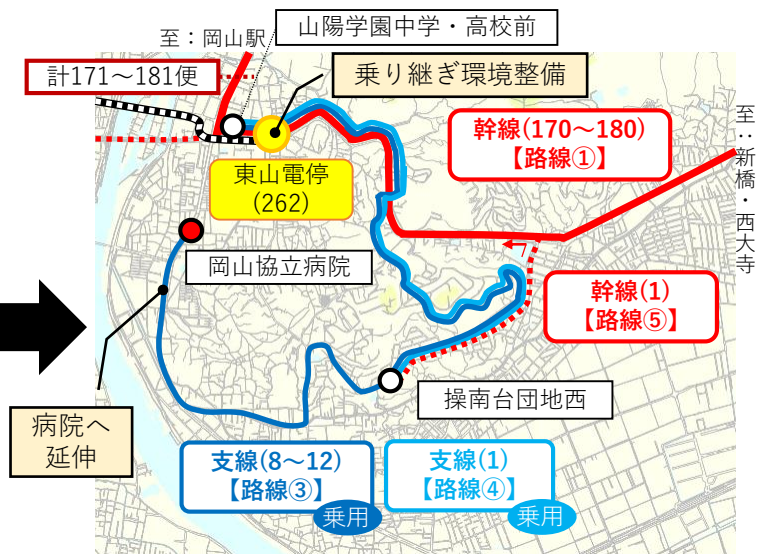 至：岡山駅
山陽学園中学・高校前
計171～181便
乗り継ぎ環境整備
至：新橋・西大寺
幹線(170～180)
【路線①】
東山電停
(262)
岡山協立病院
幹線(1)
【路線⑤】
操南台団地西
病院へ
延伸
支線(8～12)
【路線③】
乗用
支線(1)
【路線④】
乗用